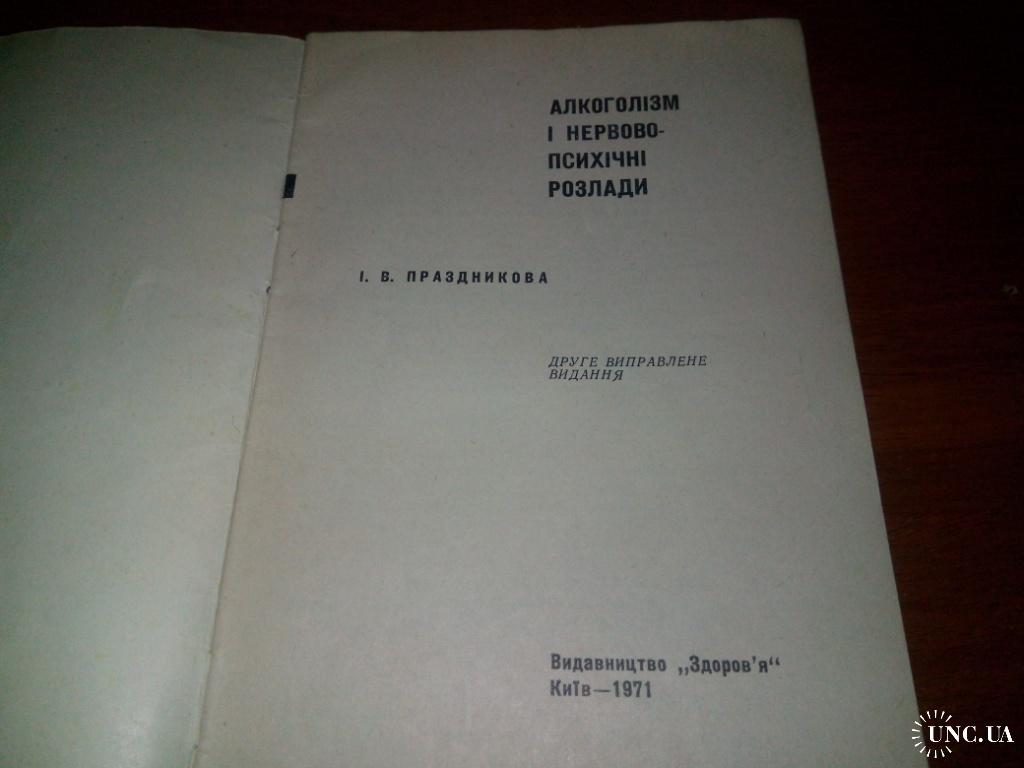 АЛКОГОЛІЗМ
І НЕРВОВО-
ПСИХІЧНІ
РОЗЛАДИ
І. В. ПРАЗДНИКОВА
ДРУГЕ ВИПРАВЛЕНЕ
ВИДАННЯ
Видавництво „Здоров'я“
Київ—1971
UNC.UA